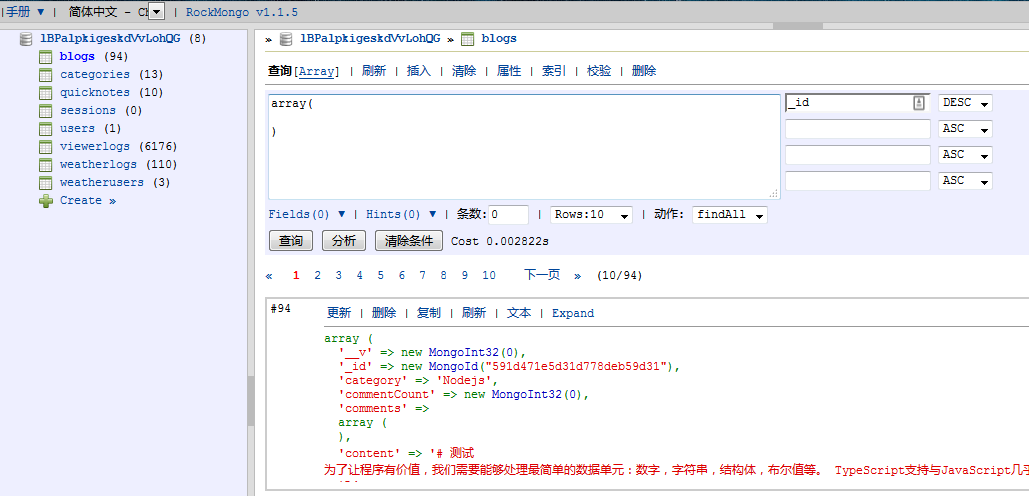 |手册 ▼ | 简体中文 - Ch ▼ | RockMongo v1.1.5
lBPalpkigeskdVvLohQG (8)
blogs (94)
categories (13)
quicknotes (10)
sessions (0)
users (1)
viewerlogs (6176)
weatherlogs (110)
weatherusers (3)
Create »
» lBPalpkigeskdVvLohQG » blogs
查询[Array] | 刷新 | 插入 | 清除 | 属性 | 索引 | 校验 | 删除
array(
)
_id DESC
ASC
ASC
ASC
Fields(0) ▼ | Hints(0) ▼ | 条数:0 | Rows:10 | 动作: findAll
查询 分析 清除条件 Cost 0.002822s
« 1 2 3 4 5 6 7 8 9 10 下一页 » (10/94)
#94 更新 | 删除 | 复制 | 刷新 | 文本 | Expand
array (
'__v' => new MongoInt32(0),
'_id' => new MongoId("591d471e5d31d778deb59d31"),
'category' => 'Nodejs',
'commentCount' => new MongoInt32(0),
'comments' =>
array (
),
'content' => '# 测试
为了让程序有价值，我们需要能够处理最简单的数据单元：数字，字符串，结构体，布尔值等。 TypeScript支持与JavaScript几乎